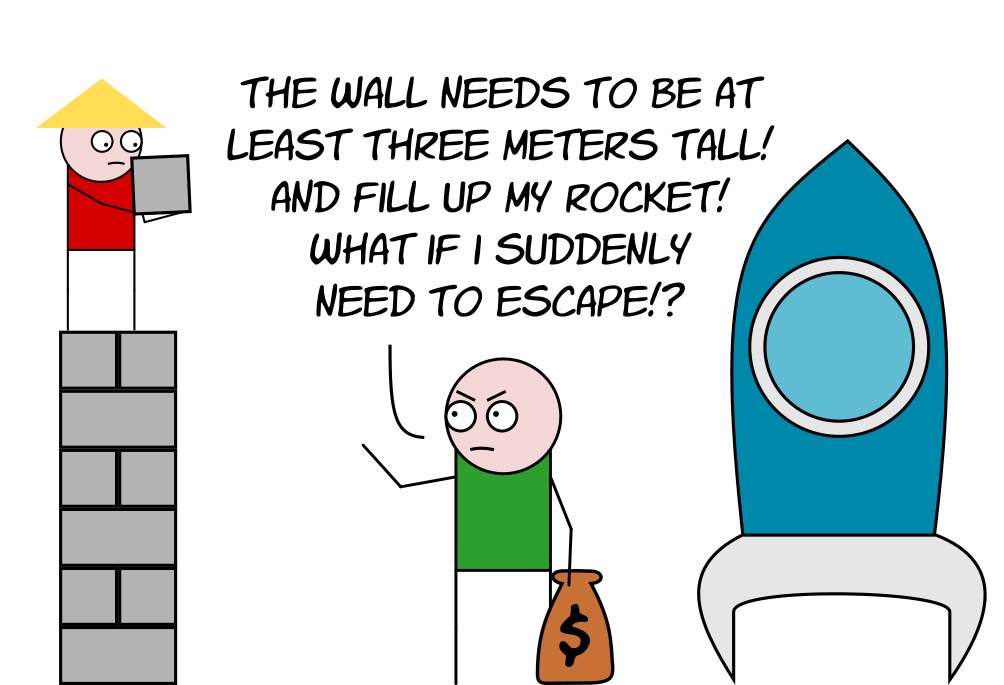 THE WALL NEEDS TO BE AT
LEAST THREE METERS TALL!
AND FILL UP MY ROCKET!
WHAT IF I SUDDENLY
NEED TO ESCAPE!?
$